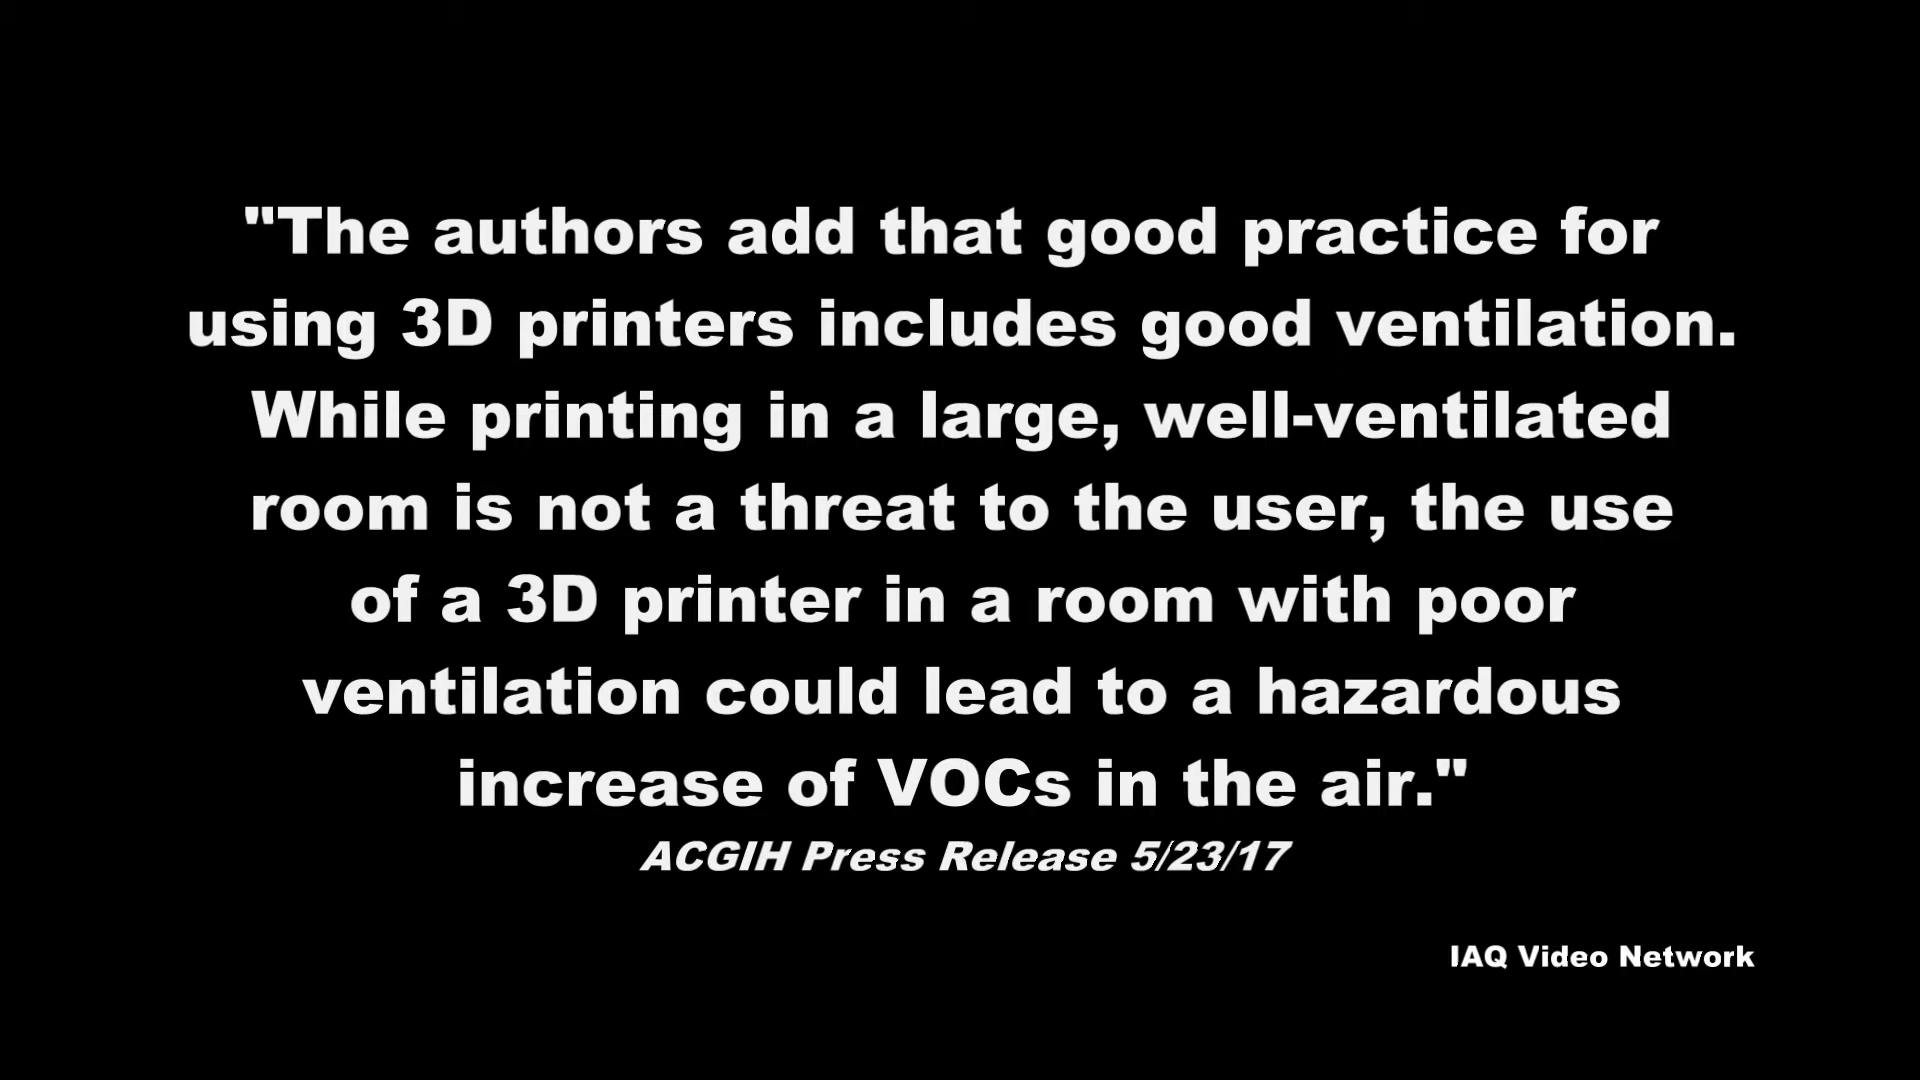 "The authors add that good practice for
using 3D printers includes good ventilation.
While printing in a large, well-ventilated
room is not a threat to the user, the use
of a 3D printer in a room with poor
ventilation could lead to a hazardous
increase of VOCs in the air."
ACGIH Press Release 5/23/17
IAQ Video Network